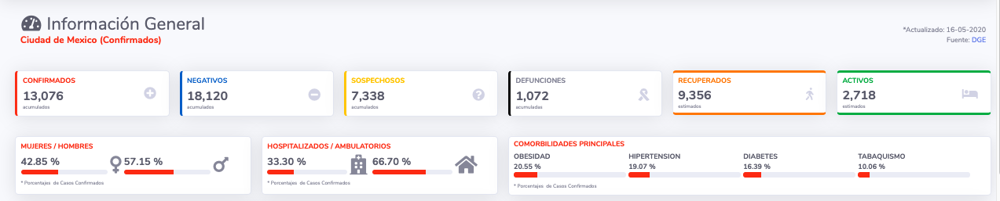 Información General
Ciudad de Mexico (Confirmados)
*Actualizado: 16-05-2020
Fuente: DGE
CONFIRMADOS
13,076
acumulados
NEGATIVOS
18,120
acumulados
SOSPECHOSOS
7,338
acumulados
DEFUNCIONES
1,072
acumuladas
RECUPERADOS
9,356
estimados
ACTIVOS
2,718
estimados
MUJERES / HOMBRES
42.85 % 57.15 %
* Porcentajes de Casos Confirmados
HOSPITALIZADOS / AMBULATORIOS
33.30 % 66.70 %
* Porcentajes de Casos Confirmados
COMORBILIDADES PRINCIPALES
OBESIDAD HIPERTENSION DIABETES TABAQUISMO
20.55 % 19.07 % 16.39 % 10.06 %
* Porcentajes de Casos Confirmados